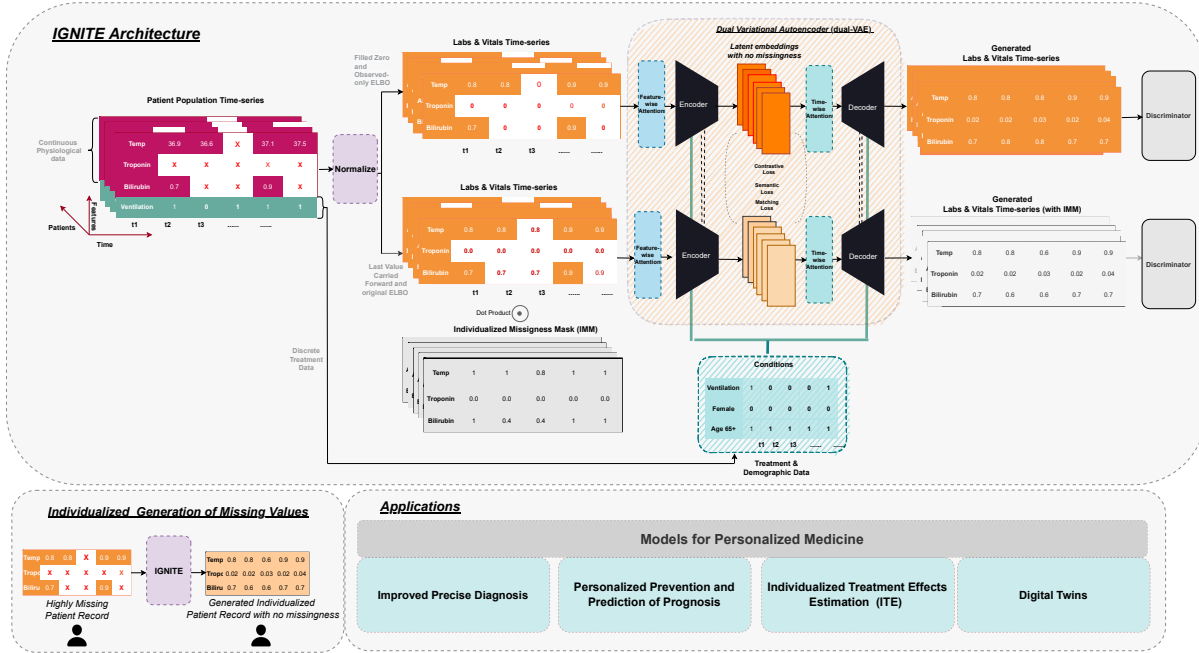 IGNITE Architecture
Patient Population Time-series
Continuous
Physiological
data
Temp 36.9 36.6 X 37.1 37.5
Troponin X X X X X
Bilirubin 0.7 X X 0.9 X
Ventilation 1 0 1 1 1
t1 t2 t3 ...... ......
Features
Patients
Time
Normalize
Filled Zero
and
Observed-
only ELBO
Labs & Vitals Time-series
Temp 0.8 0.8 0 0.9 0.9
Troponin 0 0 0 0 0
Bilirubin 0.7 0 0 0.9 0
t1 t2 t3 ...... ......
Labs & Vitals Time-series
Temp 0.8 0.8 0.8 0.9 0.9
Troponin 0.0 0.0 0.0 0.0 0.0
Bilirubin 0.7 0.7 0.7 0.9 0.9
t1 t2 t3 ...... ......
Last Value
Carried
Forward and
original ELBO
Dot Product
Individualized Missigness Mask (IMM)
Temp 1 1 0.8 1 1
Troponin 0.0 0.0 0.0 0.0 0.0
Bilirubin 1 0.4 0.4 1 1
Discrete
Treatment
Data
Dual Variational Autoencoder (dual-VAE)
Latent embeddings
with no missingness
Feature-
wise
Attention
Encoder
Time-
wise
Attention
Decoder
Contrastive
Loss
Semantic
Loss
Matching
Loss
Feature-
wise
Attention
Encoder
Time-
wise
Attention
Decoder
Conditions
Ventilation 1 0 0 0 1
Female 0 0 0 0 0
Age 65+ 1 1 1 1 1
t1 t2 t3 ...... ......
Treatment &
Demographic Data
Generated
Labs & Vitals Time-series
Temp 0.8 0.8 0.8 0.9 0.9
Troponin 0.02 0.02 0.03 0.02 0.04
Bilirubin 0.7 0.8 0.8 0.7 0.7
Discriminator
Generated
Labs & Vitals Time-series (with IMM)
Temp 0.8 0.8 0.6 0.9 0.9
Troponin 0.02 0.02 0.03 0.02 0.04
Bilirubin 0.7 0.6 0.6 0.7 0.7
Discriminator
Individualized Generation of Missing Values
Temp 0.8 0.8 X 0.9 0.9
Tropo X X X X X
Biliru 0.7 X X 0.9 X
Highly Missing
Patient Record
IGNITE
Temp 0.8 0.8 0.6 0.9 0.9
Tropo 0.02 0.02 0.03 0.02 0.04
Biliru 0.7 0.6 0.6 0.7 0.7
Generated Individualized
Patient Record with no missingness
Applications
Models for Personalized Medicine
Improved Precise Diagnosis
Personalized Prevention and
Prediction of Prognosis
Individualized Treatment Effects
Estimation (ITE)
Digital Twins